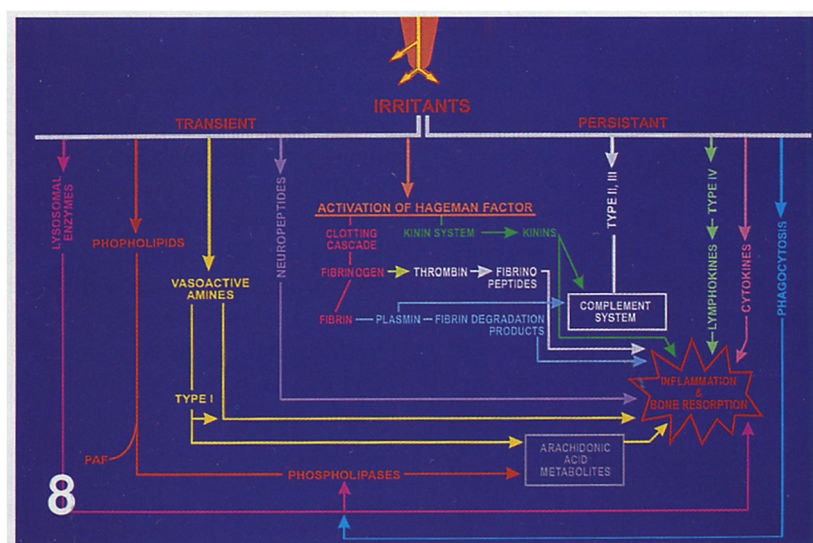 IRRITANTS
TRANSIENT
PERSISTANT
LYSOSOMAL
ENZYMES
PHOPHOLIPIDS
VASOACTIVE
AMINES
NEUROPEPTIDES
ACTIVATION OF HAGEMAN FACTOR
CLOTTING
CASCADE
KININ SYSTEM
KININS
FIBRINOGEN
THROMBIN
FIBRINO
PEPTIDES
FIBRIN
PLASMIN
FIBRIN DEGRADATION
PRODUCTS
TYPE II, III
COMPLEMENT
SYSTEM
TYPE IV
LYMPHOKINES
CYTOKINES
PHAGOCYTOSIS
INFLAMMATION
&
BONE RESORPTION
TYPE I
PAF
PHOSPHOLIPASES
ARACHIDONIC
ACID
METABOLITES
8